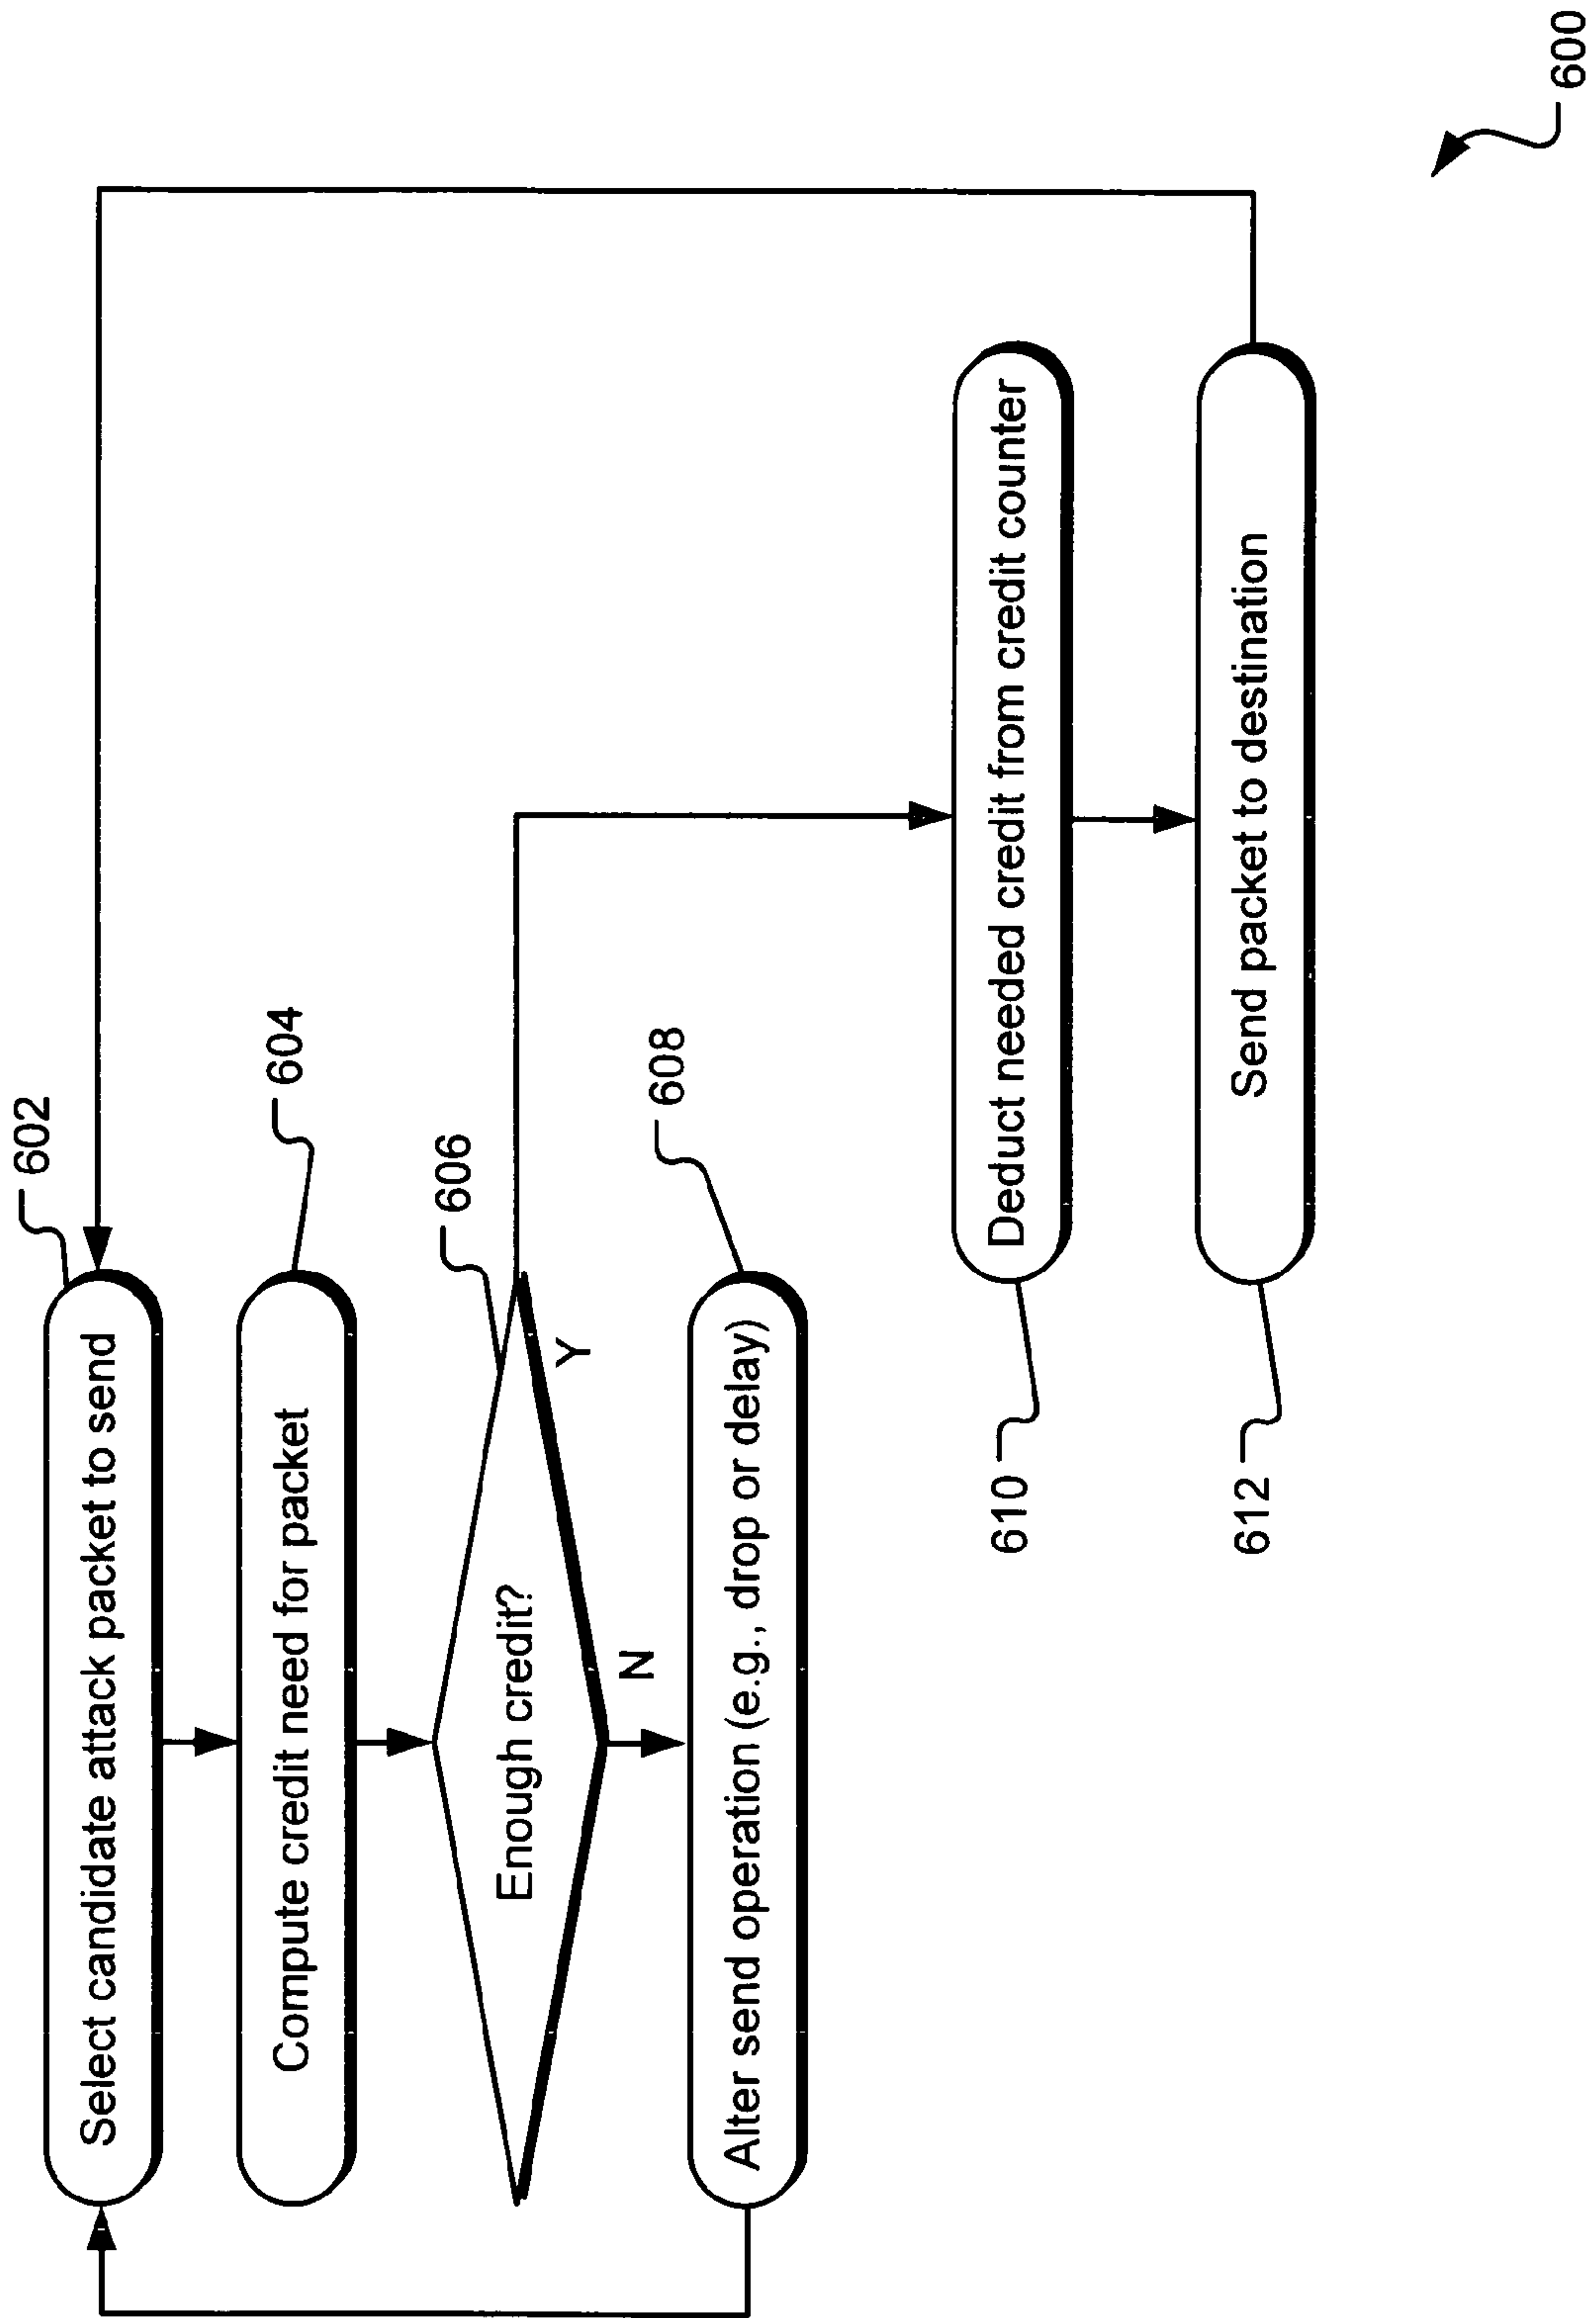 602
Select candidate attack packet to send
604
Compute credit need for packet
606
Enough credit?
Y
N
608
Alter send operation (e.g., drop or delay)
610
Deduct needed credit from credit counter
612
Send packet to destination
600